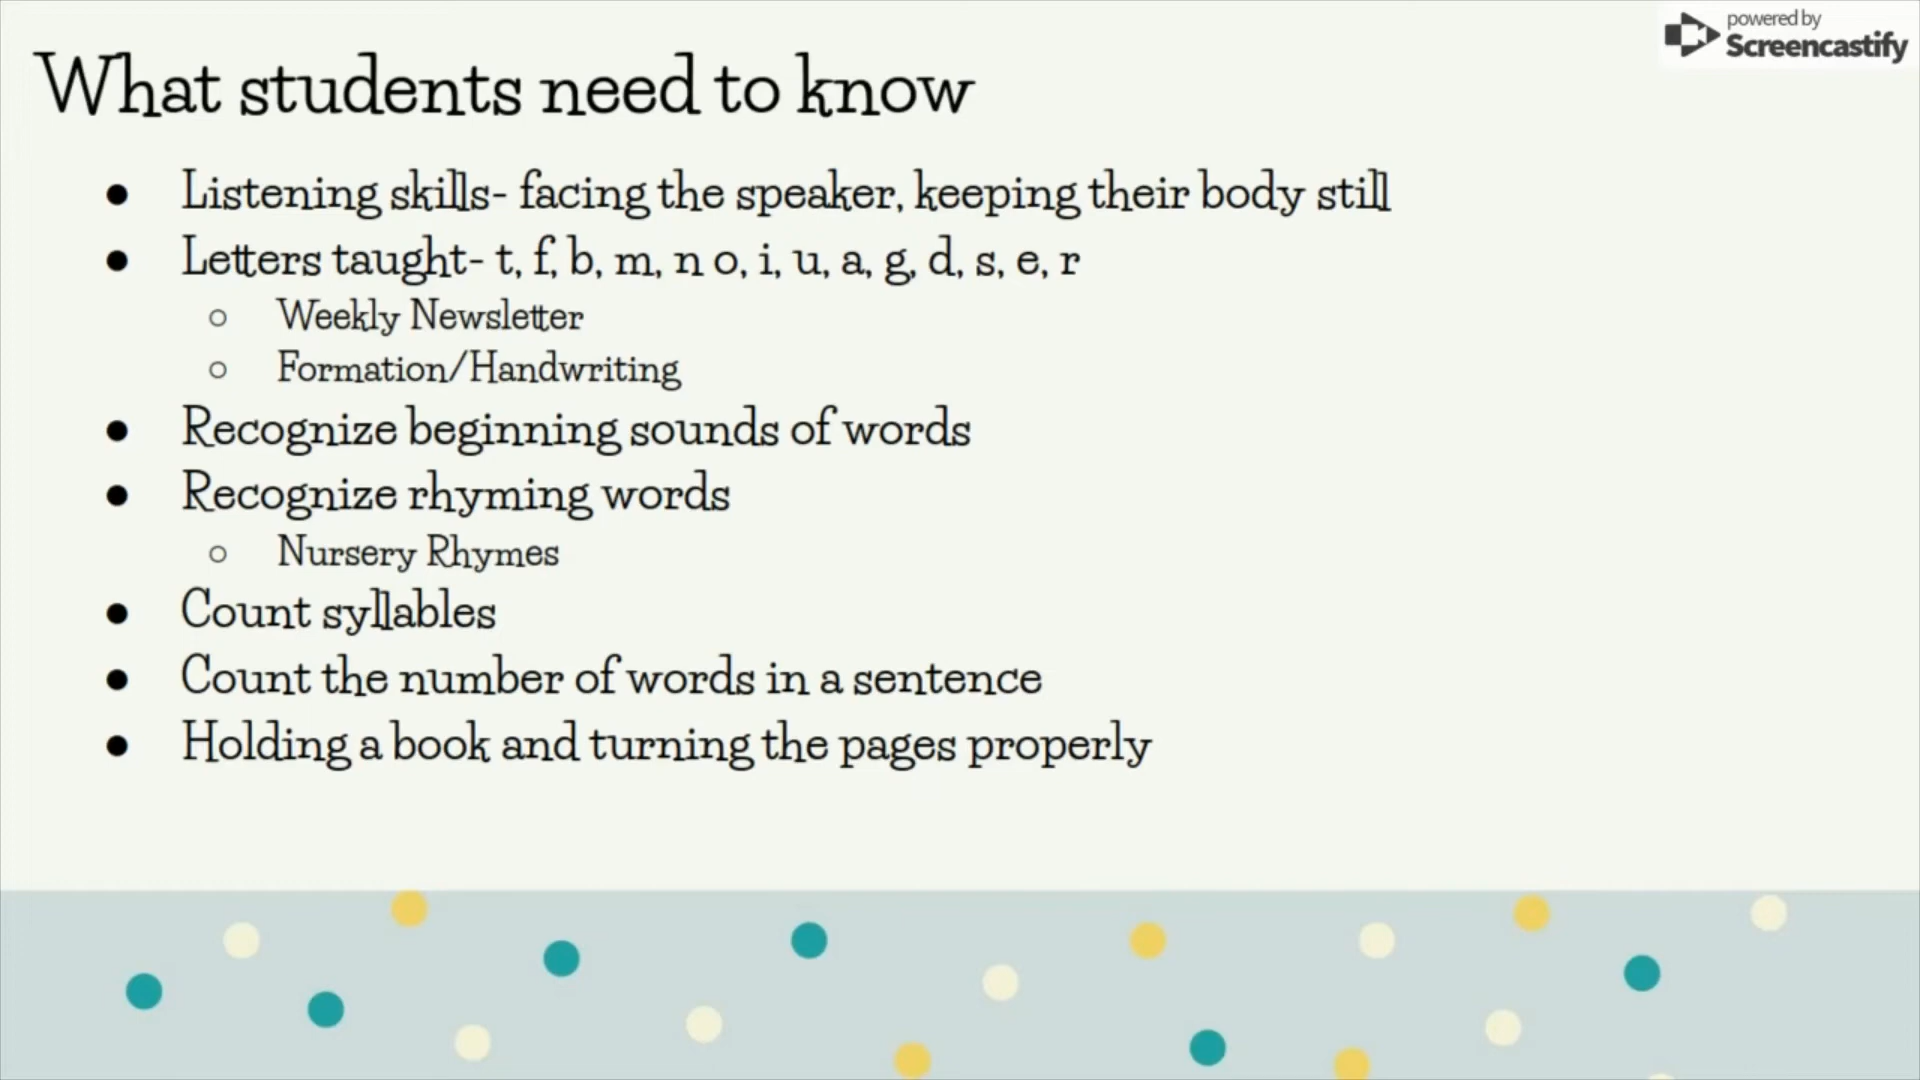 powered by
Screencastify
What students need to know
● Listening skills- facing the speaker, keeping their body still
● Letters taught- t, f, b, m, n o, i, u, a, g, d, s, e, r
○ Weekly Newsletter
○ Formation/Handwriting
● Recognize beginning sounds of words
● Recognize rhyming words
○ Nursery Rhymes
● Count syllables
● Count the number of words in a sentence
● Holding a book and turning the pages properly